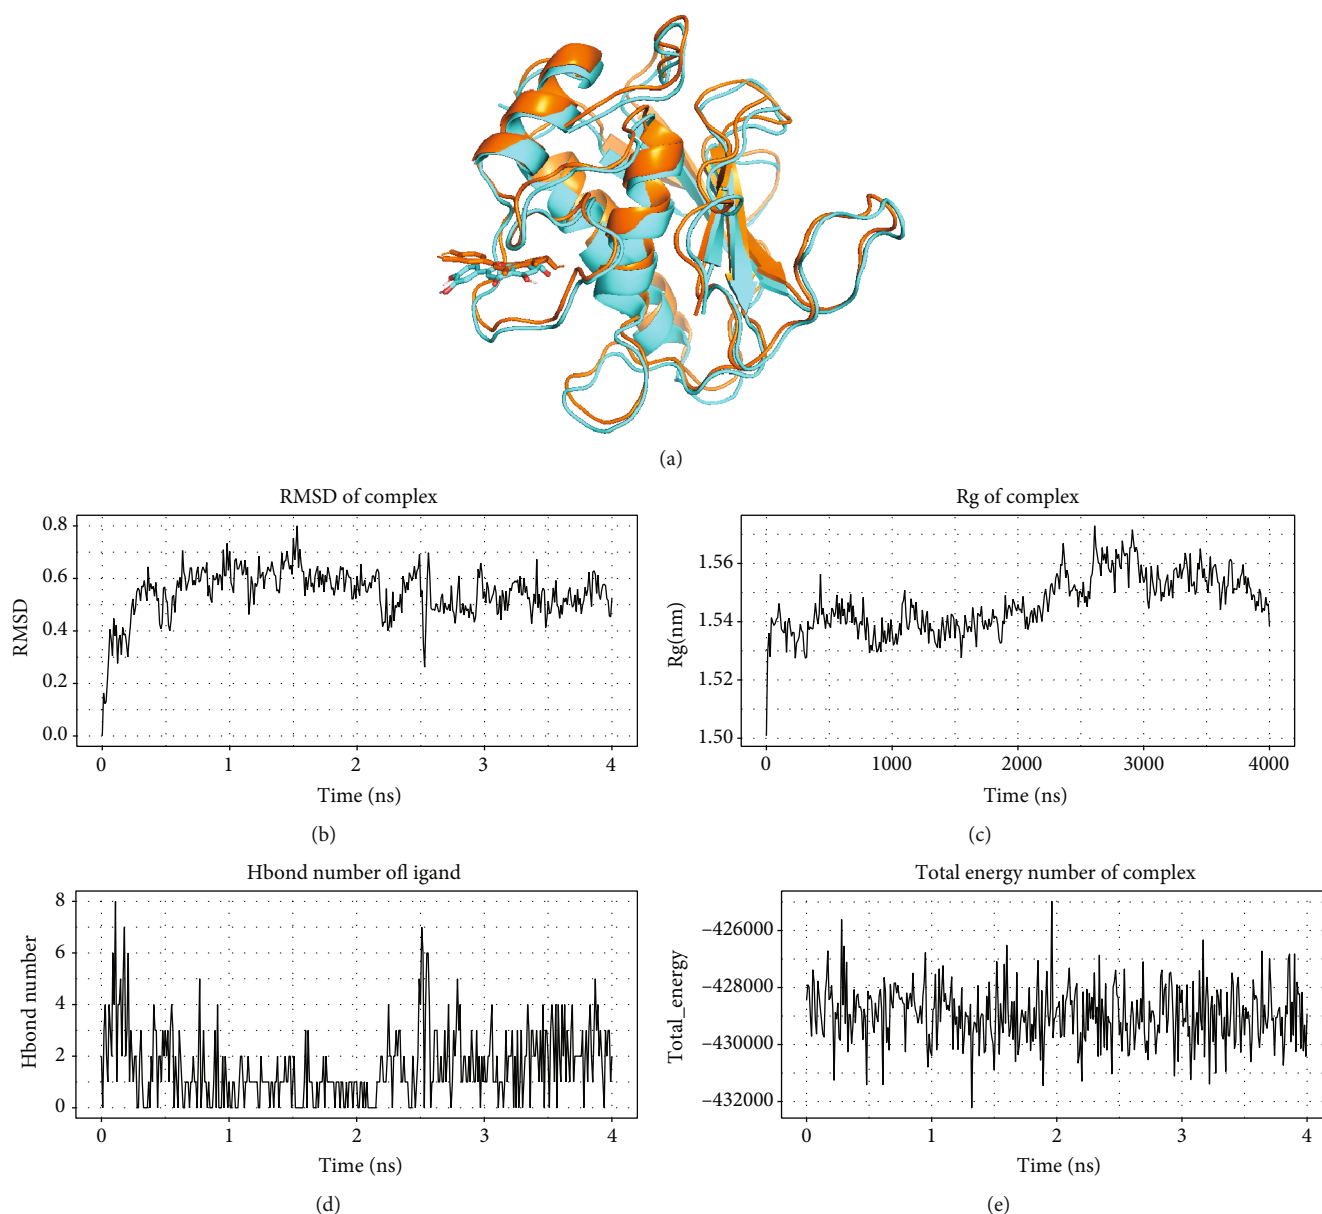 (a)
RMSD of complex
0.8
0.6
0.4
0.2
0.0
RMSD
0 1 2 3 4
Time (ns)
(b)
Rg of complex
1.56
1.54
1.52
1.50
Rg(nm)
0 1000 2000 3000 4000
Time (ns)
(c)
Hbond number ofl igand
8
6
4
2
0
Hbond number
0 1 2 3 4
Time (ns)
(d)
Total energy number of complex
−426000
−428000
−430000
−432000
Total_energy
0 1 2 3 4
Time (ns)
(e)